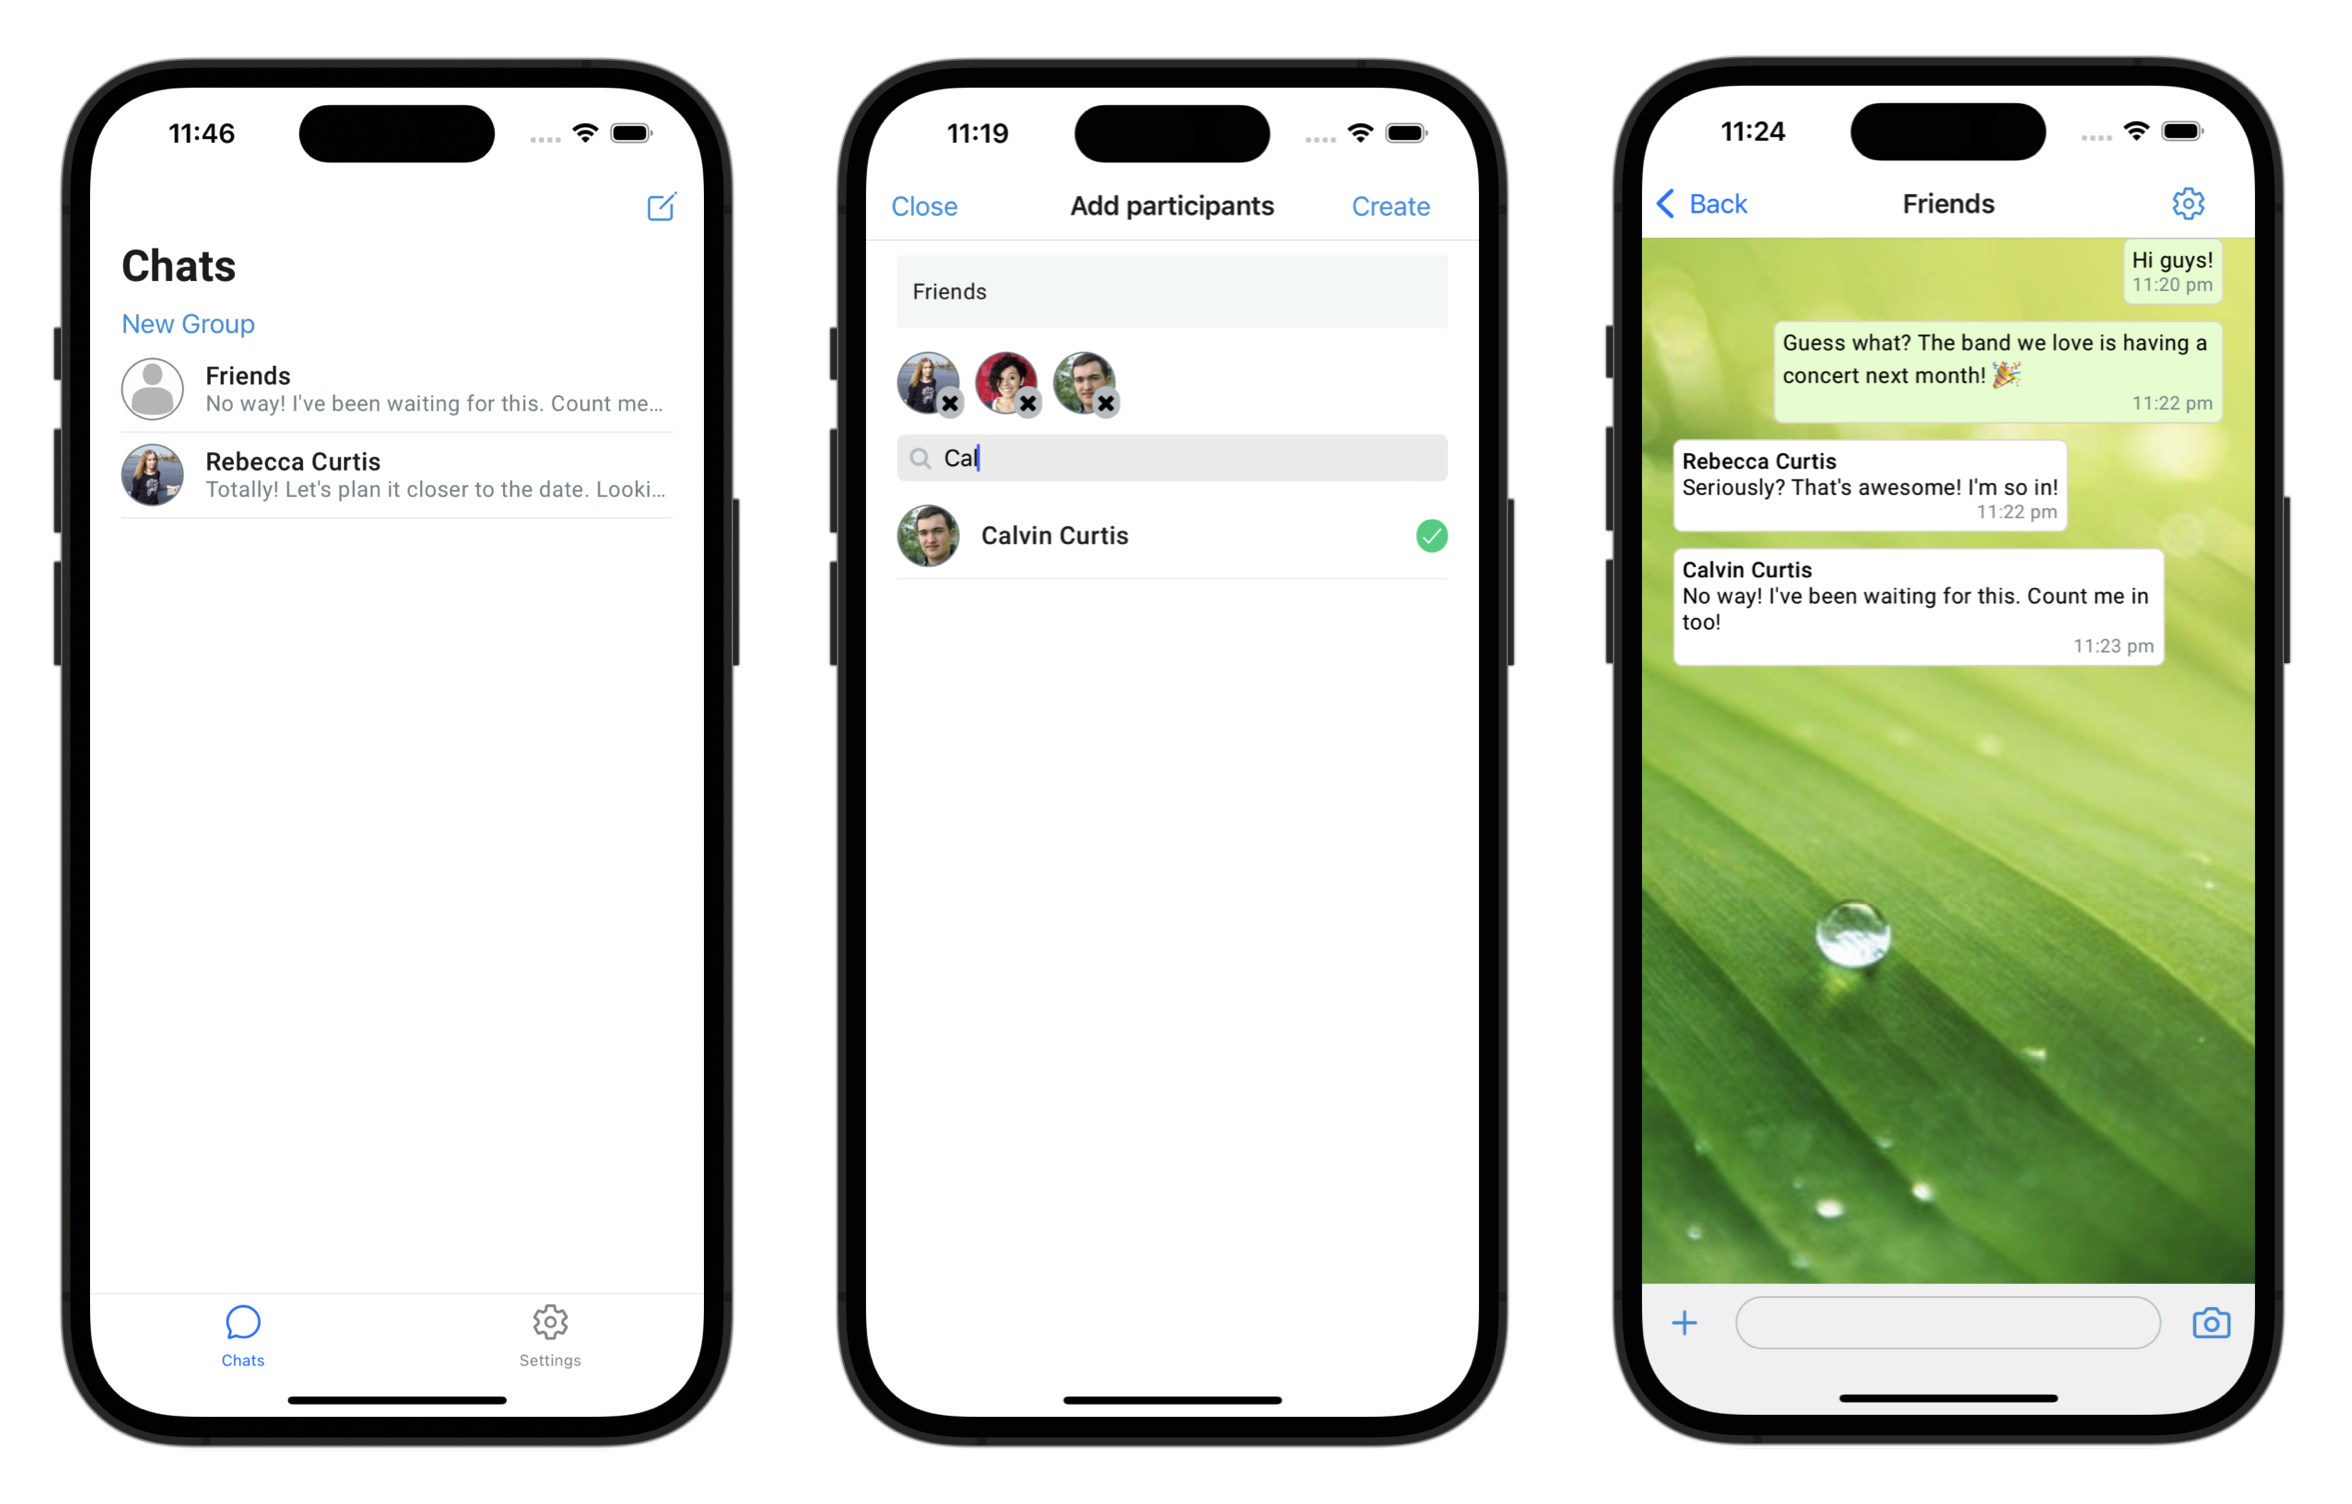 11:46
Chats
New Group
Friends
No way! I've been waiting for this. Count me...
Rebecca Curtis
Totally! Let's plan it closer to the date. Looki...
Chats
Settings
11:19
Close
Add participants
Create
Friends
Cal
Calvin Curtis
11:24
Back
Friends
Hi guys!
11:20 pm
Guess what? The band we love is having a
concert next month! 🎉
11:22 pm
Rebecca Curtis
Seriously? That's awesome! I'm so in!
11:22 pm
Calvin Curtis
No way! I've been waiting for this. Count me in
too!
11:23 pm